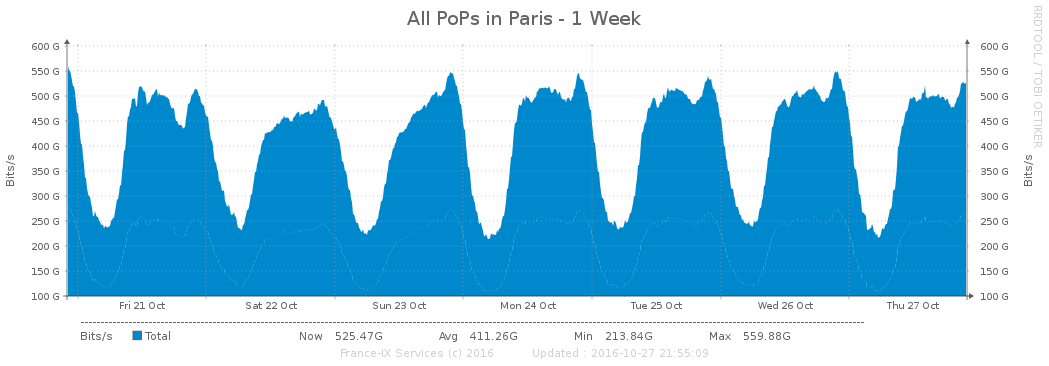 All PoPs in Paris - 1 Week
RRDTOOL / TOBI OETIKER
Bits/s
Bits/s
600 G 600 G
550 G 550 G
500 G 500 G
450 G 450 G
400 G 400 G
350 G 350 G
300 G 300 G
250 G 250 G
200 G 200 G
150 G 150 G
100 G 100 G
Fri 21 Oct Sat 22 Oct Sun 23 Oct Mon 24 Oct Tue 25 Oct Wed 26 Oct Thu 27 Oct
Bits/s Total Now 525.47G Avg 411.26G Min 213.84G Max 559.88G
France-IX Services (c) 2016 Updated : 2016-10-27 21:55:09